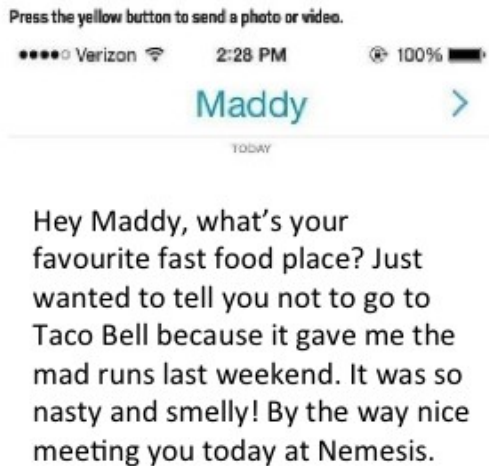 Press the yellow button to send a photo or video.
Verizon 2:28 PM 100%
Maddy >
TODAY
Hey Maddy, what's your
favourite fast food place? Just
wanted to tell you not to go to
Taco Bell because it gave me the
mad runs last weekend. It was so
nasty and smelly! By the way nice
meeting you today at Nemesis.